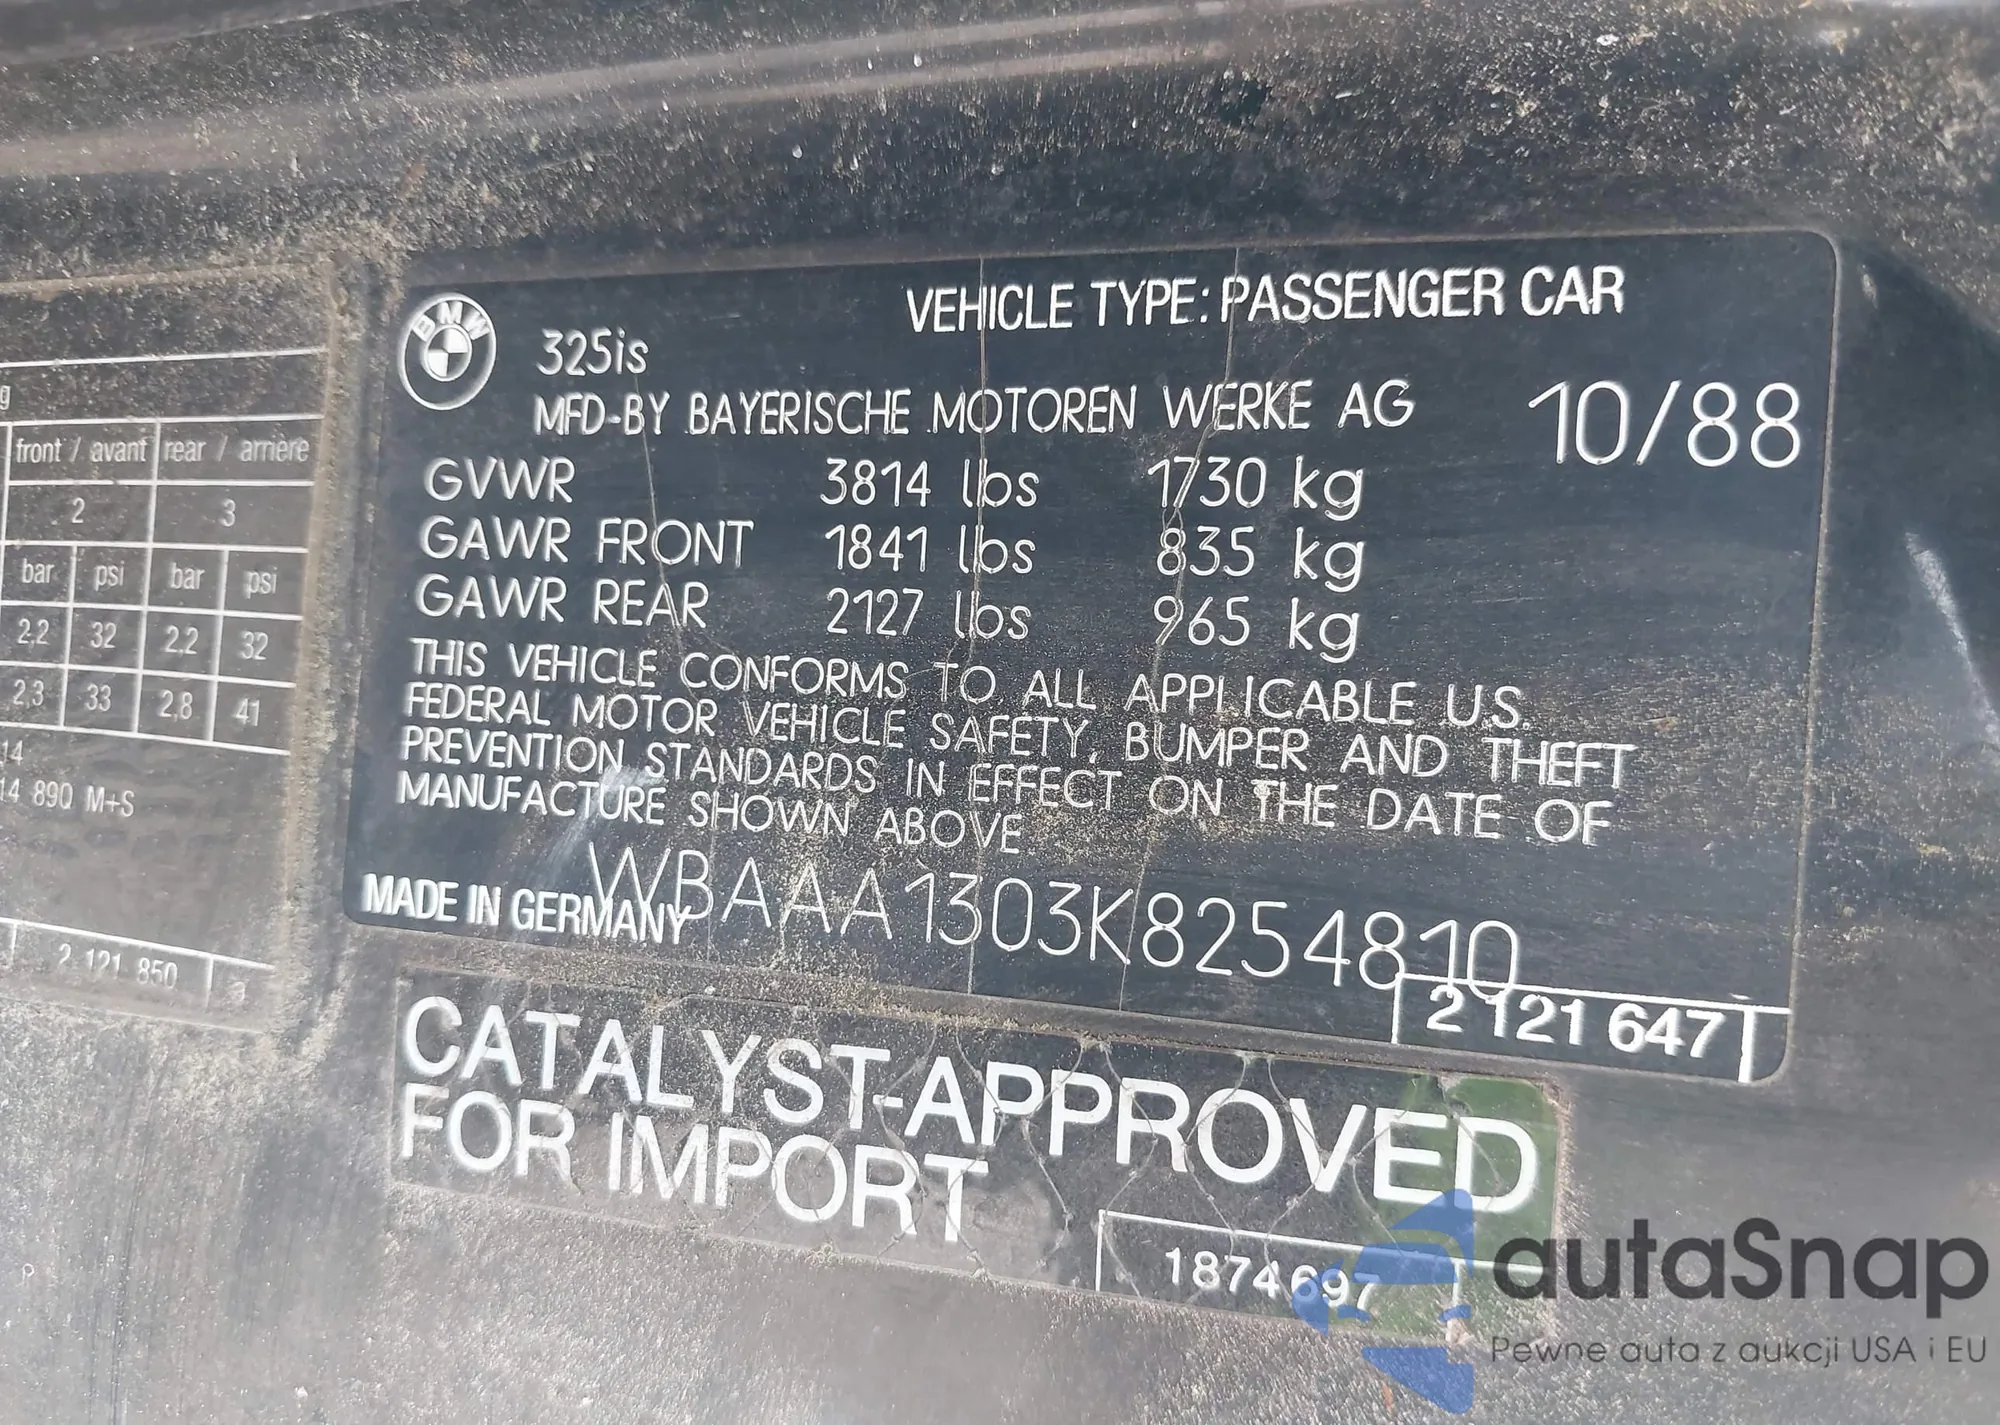 g
front / avant rear / arrière
2 3
bar psi bar psi
2,2 32 2,2 32
2,3 33 2,8 41
14
14 890 M+S
2 121 850
BMW
VEHICLE TYPE: PASSENGER CAR
325is
MFD-BY BAYERISCHE MOTOREN WERKE AG 10/88
GVWR 3814 lbs 1730 kg
GAWR FRONT 1841 lbs 835 kg
GAWR REAR 2127 lbs 965 kg
THIS VEHICLE CONFORMS TO ALL APPLICABLE U.S.
FEDERAL MOTOR VEHICLE SAFETY, BUMPER AND THEFT
PREVENTION STANDARDS IN EFFECT ON THE DATE OF
MANUFACTURE SHOWN ABOVE
WBAAA1303K8254810
MADE IN GERMANY
2 121 647
CATALYST-APPROVED
FOR IMPORT
1874697
autaSnap
Pewne auta z aukcji USA i EU